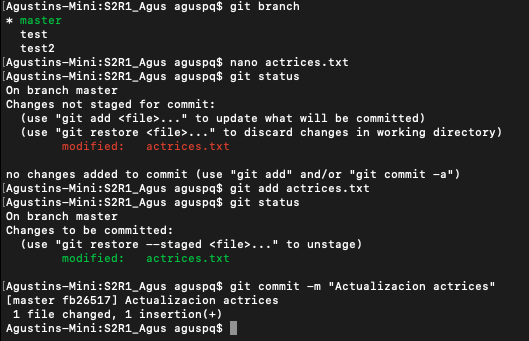 [Agustins-Mini:S2R1_Agus aguspq$ git branch
* master
  test
  test2
[Agustins-Mini:S2R1_Agus aguspq$ nano actrices.txt
[Agustins-Mini:S2R1_Agus aguspq$ git status
On branch master
Changes not staged for commit:
  (use "git add <file>..." to update what will be committed)
  (use "git restore <file>..." to discard changes in working directory)
        modified:   actrices.txt

no changes added to commit (use "git add" and/or "git commit -a")
[Agustins-Mini:S2R1_Agus aguspq$ git add actrices.txt
[Agustins-Mini:S2R1_Agus aguspq$ git status
On branch master
Changes to be committed:
  (use "git restore --staged <file>..." to unstage)
        modified:   actrices.txt

[Agustins-Mini:S2R1_Agus aguspq$ git commit -m "Actualizacion actrices"
[master fb26517] Actualizacion actrices
 1 file changed, 1 insertion(+)
Agustins-Mini:S2R1_Agus aguspq$